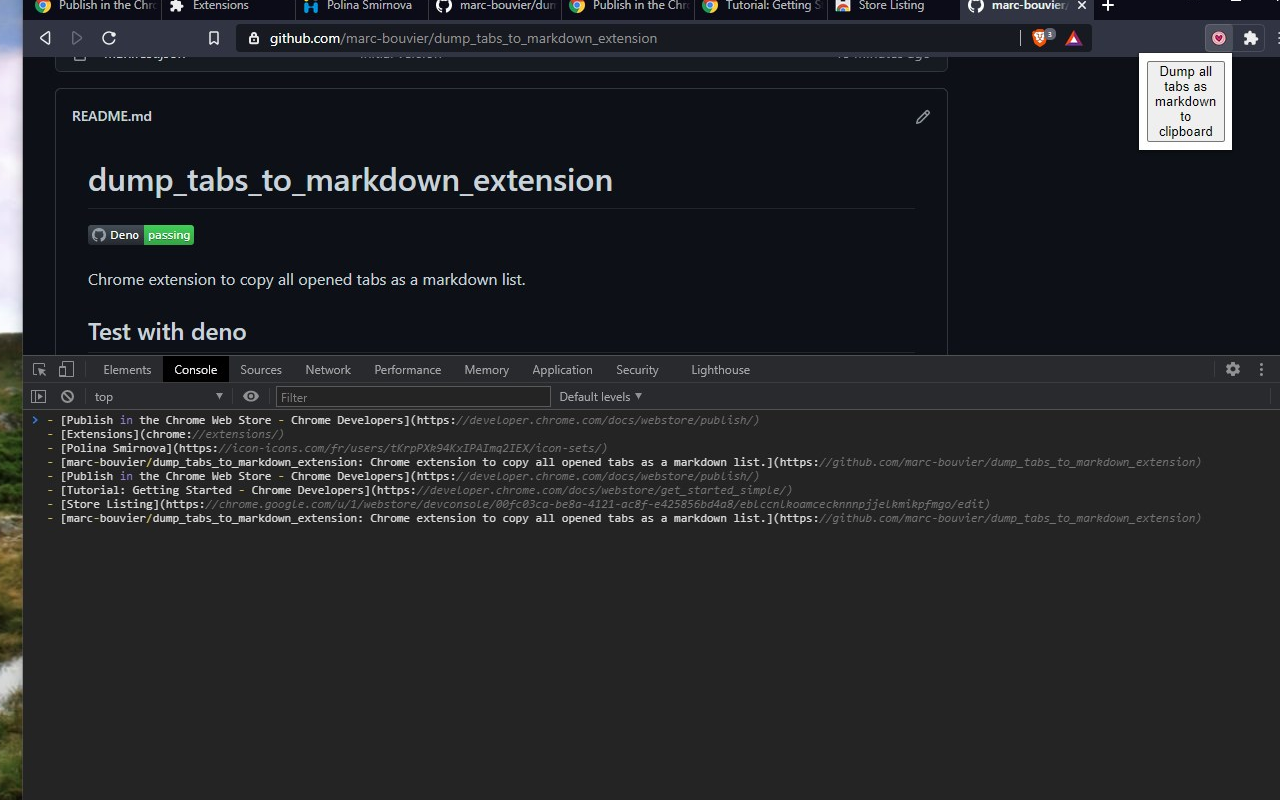 Publish in the Chro
Extensions
Polina Smirnova
marc-bouvier/dum
Publish in the Chro
Tutorial: Getting S
Store Listing
marc-bouvier/
github.com/marc-bouvier/dump_tabs_to_markdown_extension
3
Dump all
tabs as
markdown
to
clipboard
README.md
dump_tabs_to_markdown_extension
Deno passing
Chrome extension to copy all opened tabs as a markdown list.
Test with deno
Elements Console Sources Network Performance Memory Application Security Lighthouse
top Filter Default levels
- [Publish in the Chrome Web Store - Chrome Developers](https://developer.chrome.com/docs/webstore/publish/)
- [Extensions](chrome://extensions/)
- [Polina Smirnova](https://icon-icons.com/fr/users/tKrpPXk94KxIPAImq2IEX/icon-sets/)
- [marc-bouvier/dump_tabs_to_markdown_extension: Chrome extension to copy all opened tabs as a markdown list.](https://github.com/marc-bouvier/dump_tabs_to_markdown_extension)
- [Publish in the Chrome Web Store - Chrome Developers](https://developer.chrome.com/docs/webstore/publish/)
- [Tutorial: Getting Started - Chrome Developers](https://developer.chrome.com/docs/webstore/get_started_simple/)
- [Store Listing](https://chrome.google.com/u/1/webstore/devconsole/00fc03ca-be8a-4121-ac8f-e425856bd4a8/eblccnlkoamcecknnnpjjelkmikpfmgo/edit)
- [marc-bouvier/dump_tabs_to_markdown_extension: Chrome extension to copy all opened tabs as a markdown list.](https://github.com/marc-bouvier/dump_tabs_to_markdown_extension)